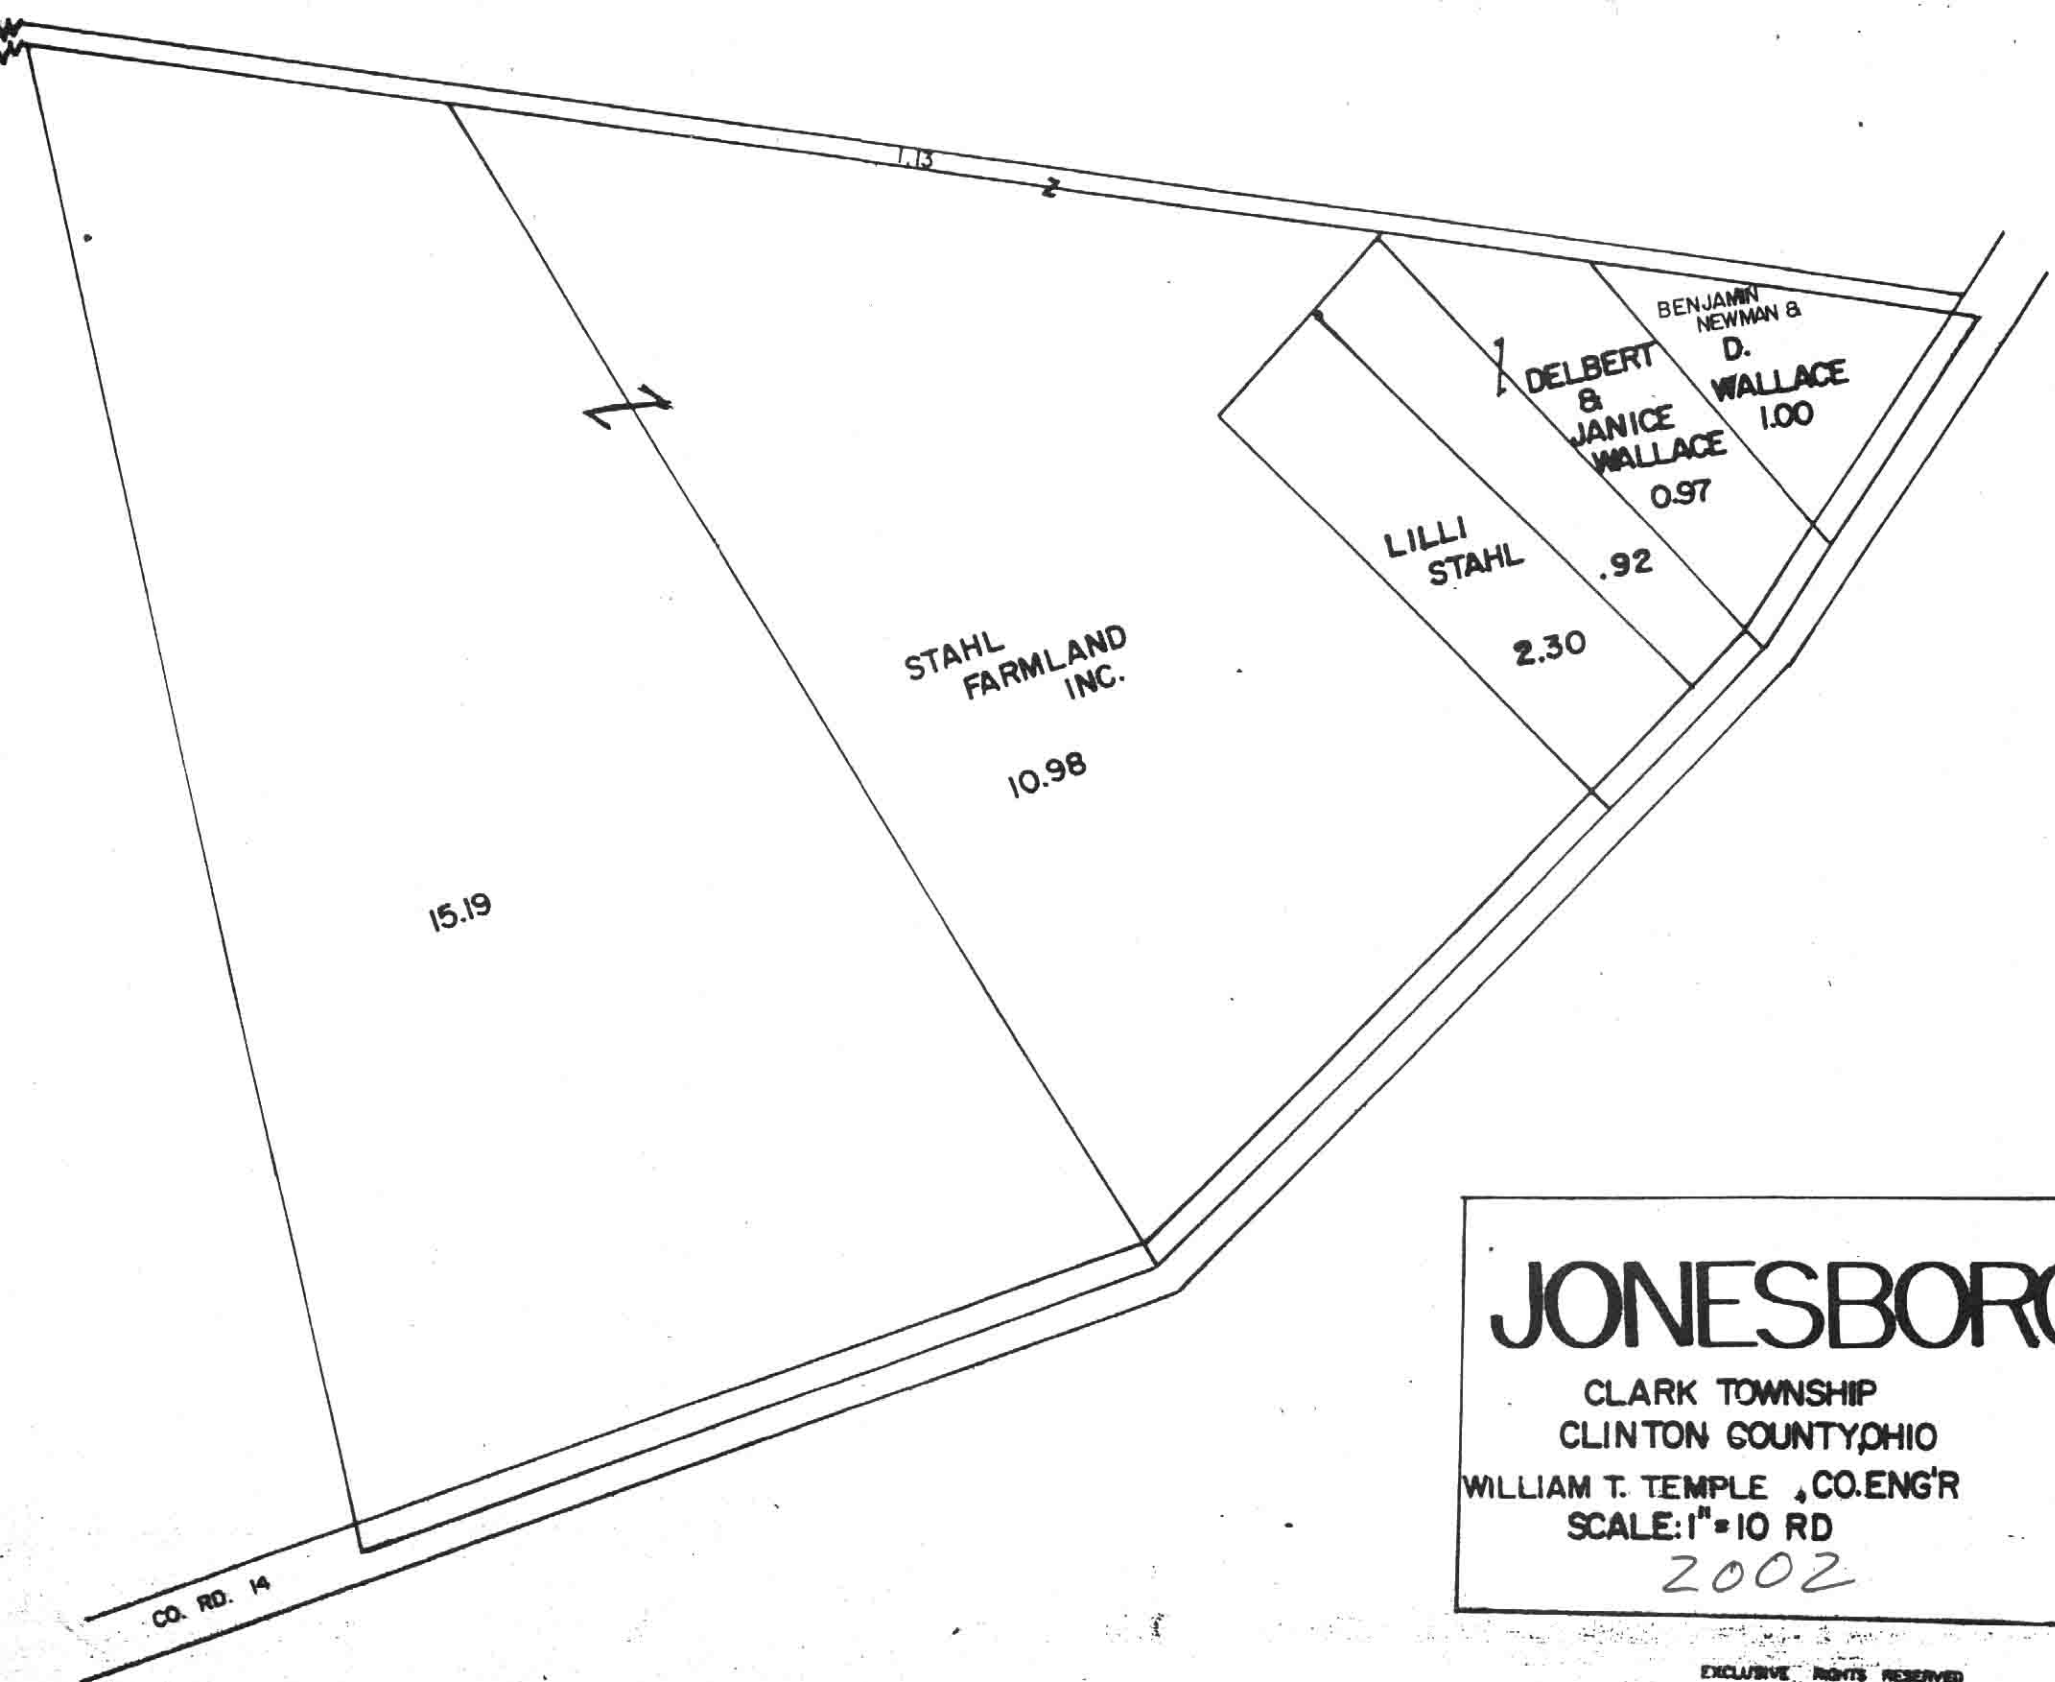 1.13
BENJAMIN
NEWMAN &
D.
WALLACE
1.00
DELBERT
&
JANICE
WALLACE
0.97
LILLI
STAHL
.92
2.30
STAHL
FARMLAND
INC.
10.98
15.19
CO. RD. 14
JONESBORO
CLARK TOWNSHIP
CLINTON COUNTY,OHIO
WILLIAM T. TEMPLE , CO.ENG'R
SCALE: 1"=10 RD
2002
EXCLUSIVE RIGHTS RESERVED